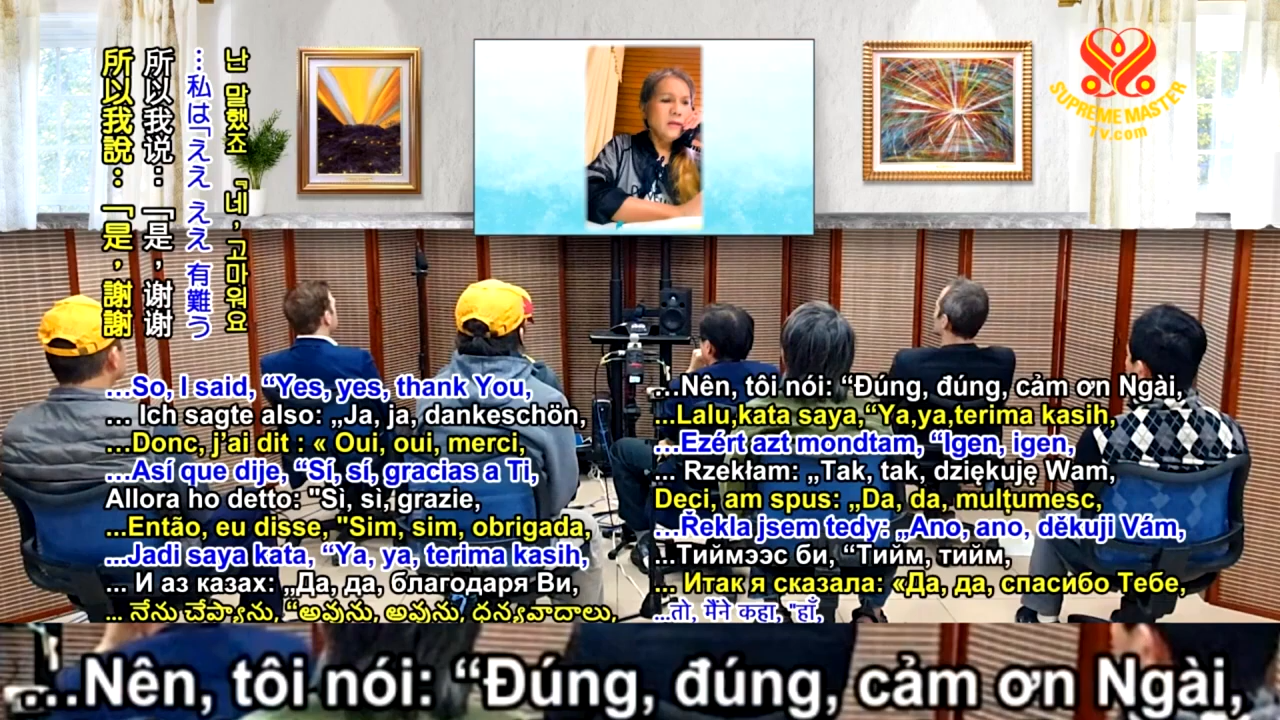 난 말했죠 『네, 고마워요
…私は「ええ ええ 有難う
所以我说：「是，谢谢
所以我說：「是，謝謝
SUPREME MASTER
TV.com
…So, I said, “Yes, yes, thank You,
… Ich sagte also: „Ja, ja, dankeschön,
...Donc, j’ai dit : « Oui, oui, merci,
...Así que dije, “Sí, sí, gracias a Ti,
Allora ho detto: "Sì, sì, grazie,
...Então, eu disse, "Sim, sim, obrigada,
...Jadi saya kata, “Ya, ya, terima kasih,
... И аз казах: „Да, да, благодаря Ви,
... నేను చేప్యాను, “అవును, అవును, ధన్యవాదాలు,
…Nên, tôi nói: “Đúng, đúng, cảm ơn Ngài,
...Lalu,kata saya,“Ya,ya,terima kasih,
...Ezért azt mondtam, “Igen, igen,
... Rzekłam: „Tak, tak, dziękuję Wam,
Deci, am spus: „Da, da, mulțumesc,
...Řekla jsem tedy: „Ano, ano, děkuji Vám,
...Тиймээс би, “Тийм, тийм,
... Итак я сказала: «Да, да, спасибо Тебе,
...तो, मैंने कहा, "हाँ,
…Nên, tôi nói: “Đúng, đúng, cảm ơn Ngài,